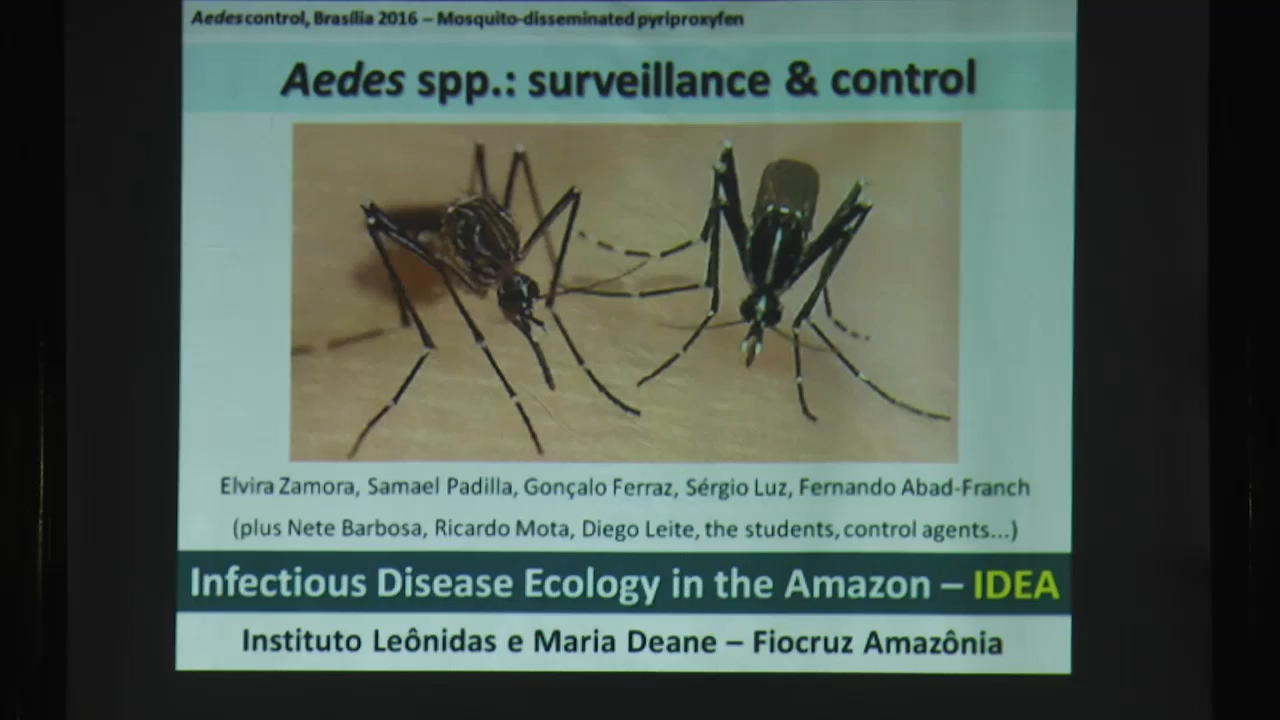 Aedes control, Brasília 2016 – Mosquito-disseminated pyriproxyfen
Aedes spp.: surveillance & control
Elvira Zamora, Samael Padilla, Gonçalo Ferraz, Sérgio Luz, Fernando Abad-Franch
(plus Nete Barbosa, Ricardo Mota, Diego Leite, the students, control agents...)
Infectious Disease Ecology in the Amazon – IDEA
Instituto Leônidas e Maria Deane – Fiocruz Amazônia